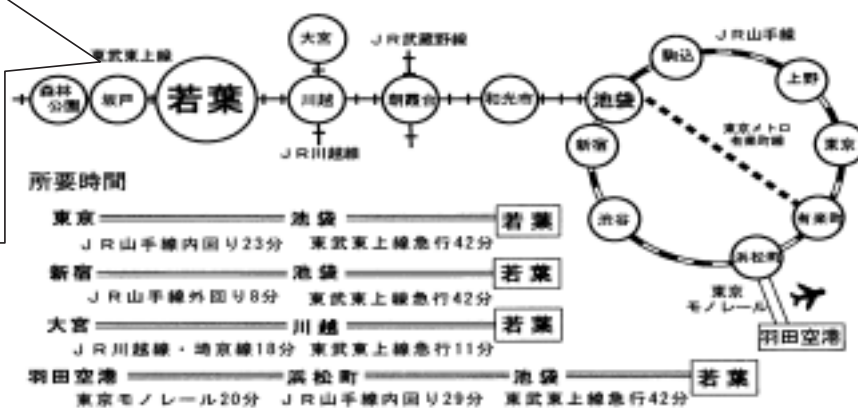 東武東上線
大宮
JR武蔵野線
JR山手線
駒込
上野
森林
公園
坂戸
若葉
川越
朝霞台
和光市
池袋
新宿
東京メトロ
有楽町線
東京
JR川越線
渋谷
有楽町
浜松町
東京
モノレール
羽田空港
所要時間
東京 池袋 若葉
JR山手線内回り23分 東武東上線急行42分
新宿 池袋 若葉
JR山手線外回り8分 東武東上線急行42分
大宮 川越 若葉
JR川越線・埼京線18分 東武東上線急行11分
羽田空港 浜松町 池袋 若葉
東京モノレール20分 JR山手線内回り29分 東武東上線急行42分